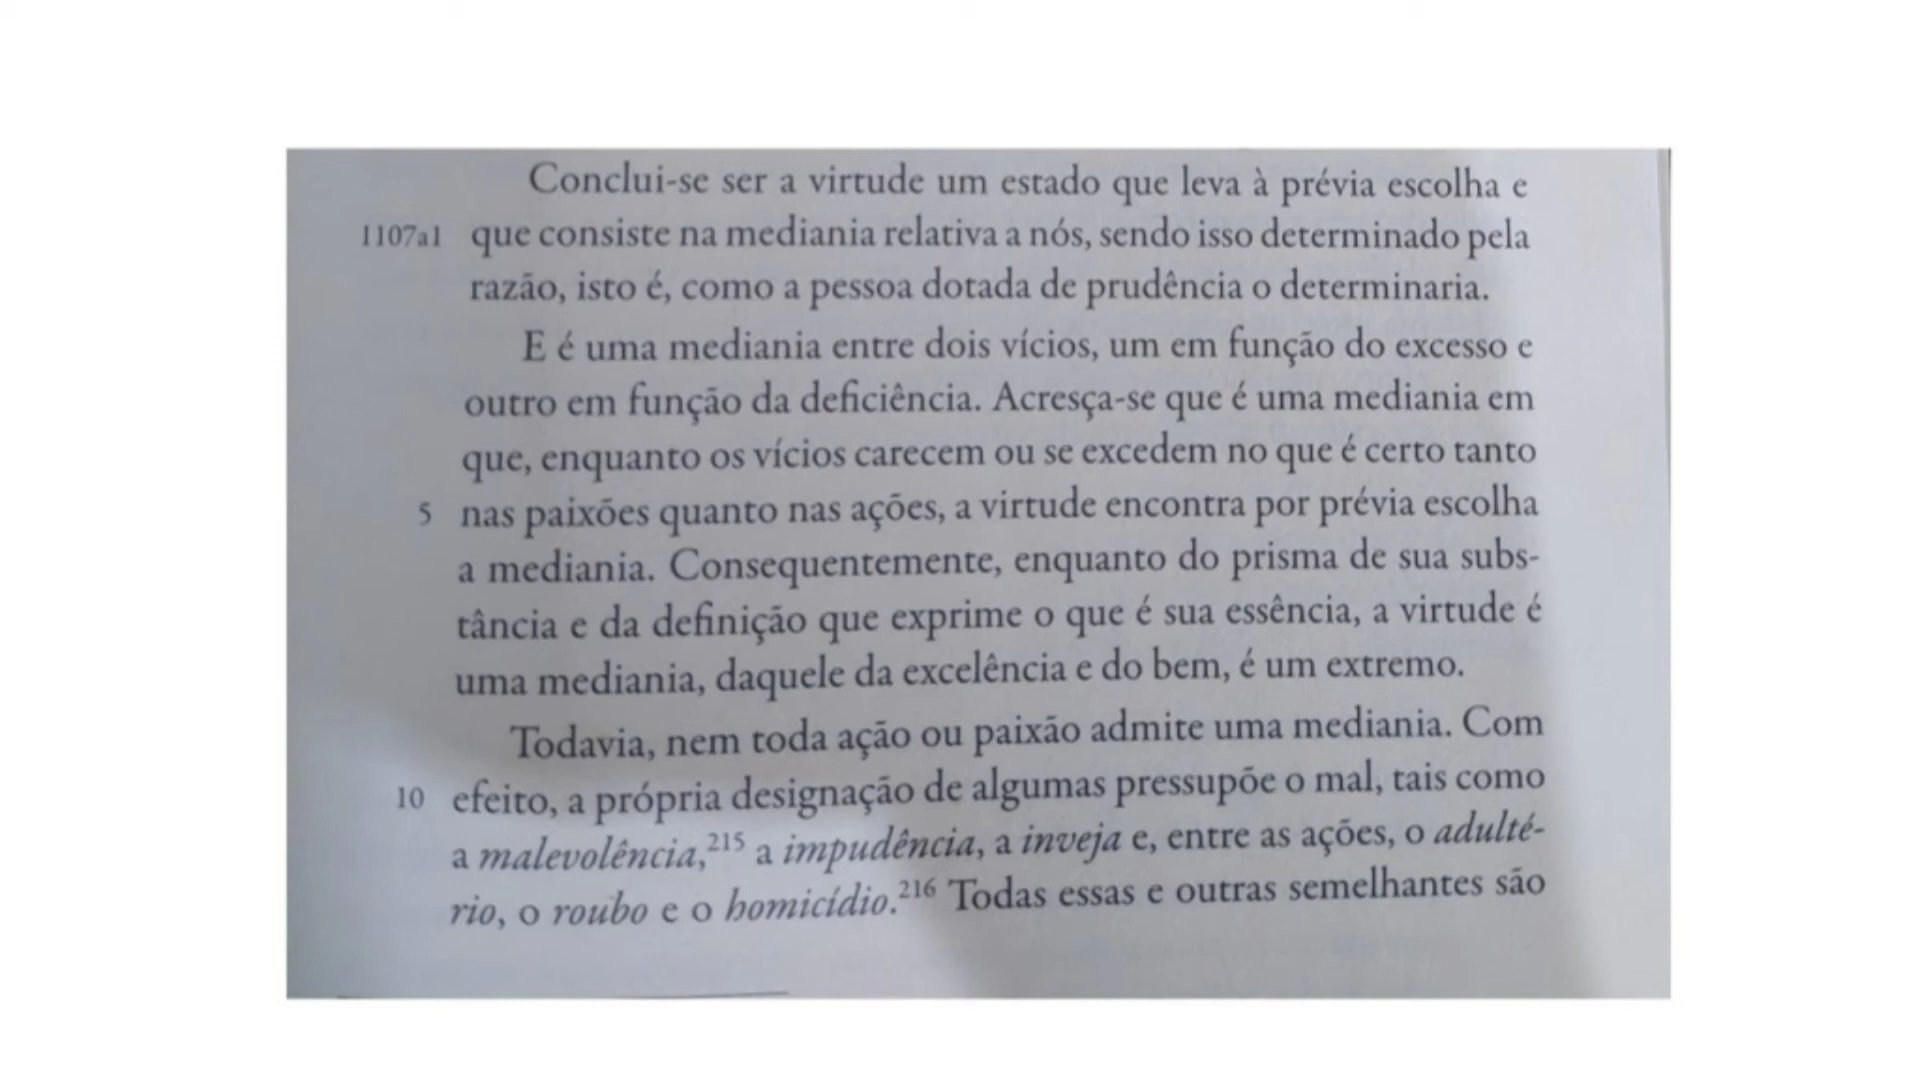 Conclui-se ser a virtude um estado que leva à prévia escolha e
1107a1 que consiste na mediania relativa a nós, sendo isso determinado pela
razão, isto é, como a pessoa dotada de prudência o determinaria.
E é uma mediania entre dois vícios, um em função do excesso e
outro em função da deficiência. Acresça-se que é uma mediania em
que, enquanto os vícios carecem ou se excedem no que é certo tanto
5 nas paixões quanto nas ações, a virtude encontra por prévia escolha
a mediania. Consequentemente, enquanto do prisma de sua subs-
tância e da definição que exprime o que é sua essência, a virtude é
uma mediania, daquele da excelência e do bem, é um extremo.
Todavia, nem toda ação ou paixão admite uma mediania. Com
10 efeito, a própria designação de algumas pressupõe o mal, tais como
a malevolência,²¹⁵ a impudência, a inveja e, entre as ações, o adulté-
rio, o roubo e o homicídio.²¹⁶ Todas essas e outras semelhantes são